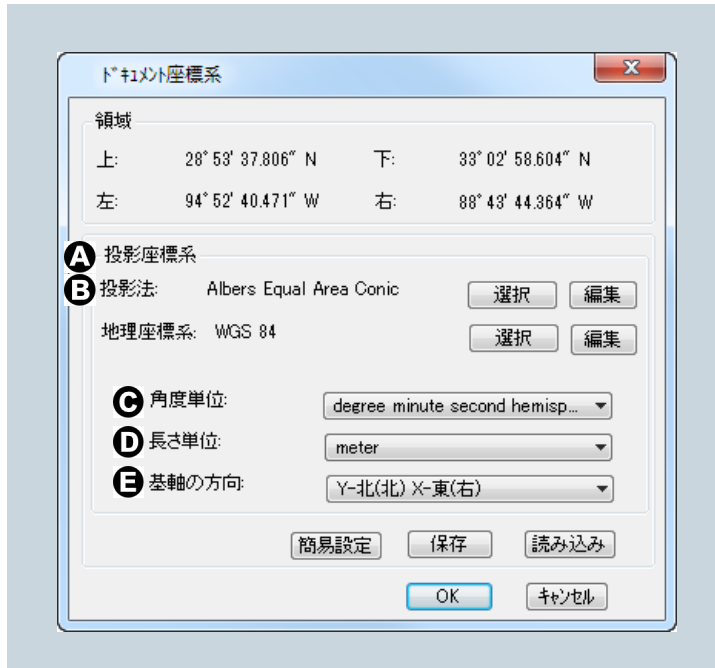 ドキュメント座標系
領域
上: 28° 53' 37.806" N 下: 33° 02' 58.604" N
左: 94° 52' 40.471" W 右: 88° 43' 44.364" W
A 投影座標系
B 投影法: Albers Equal Area Conic 選択 編集
地理座標系: WGS 84 選択 編集
C 角度単位: degree minute second hemisp...
D 長さ単位: meter
E 基軸の方向: Y-北(北) X-東(右)
簡易設定 保存 読み込み
OK キャンセル